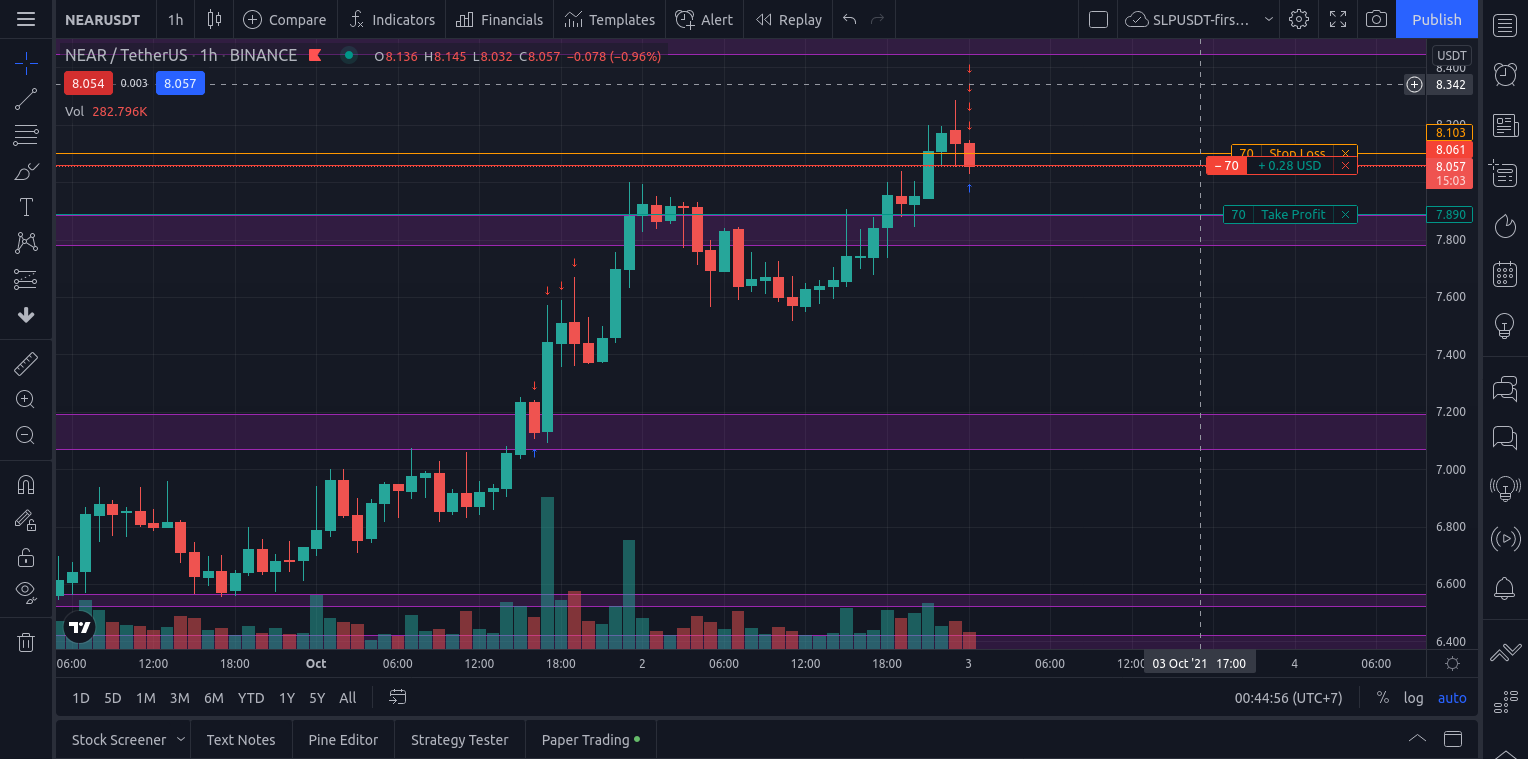 NEARUSDT 1h Compare Indicators Financials Templates Alert Replay SLPUSDT-firs... Publish
NEAR / TetherUS · 1h · BINANCE O8.136 H8.145 L8.032 C8.057 −0.078 (−0.96%)
USDT
8.400
8.054 0.003 8.057
8.342
Vol 282.796K
8.200
8.103
70 Stop Loss
8.061
− 70 + 0.28 USD
8.057
15:03
70 Take Profit 7.890
7.800
7.600
7.400
7.200
7.000
6.800
6.600
6.400
06:00 12:00 18:00 Oct 06:00 12:00 18:00 2 06:00 12:00 18:00 3 06:00 12:00 03 Oct '21 17:00 4 06:00
1D 5D 1M 3M 6M YTD 1Y 5Y All 00:44:56 (UTC+7) % log auto
Stock Screener Text Notes Pine Editor Strategy Tester Paper Trading